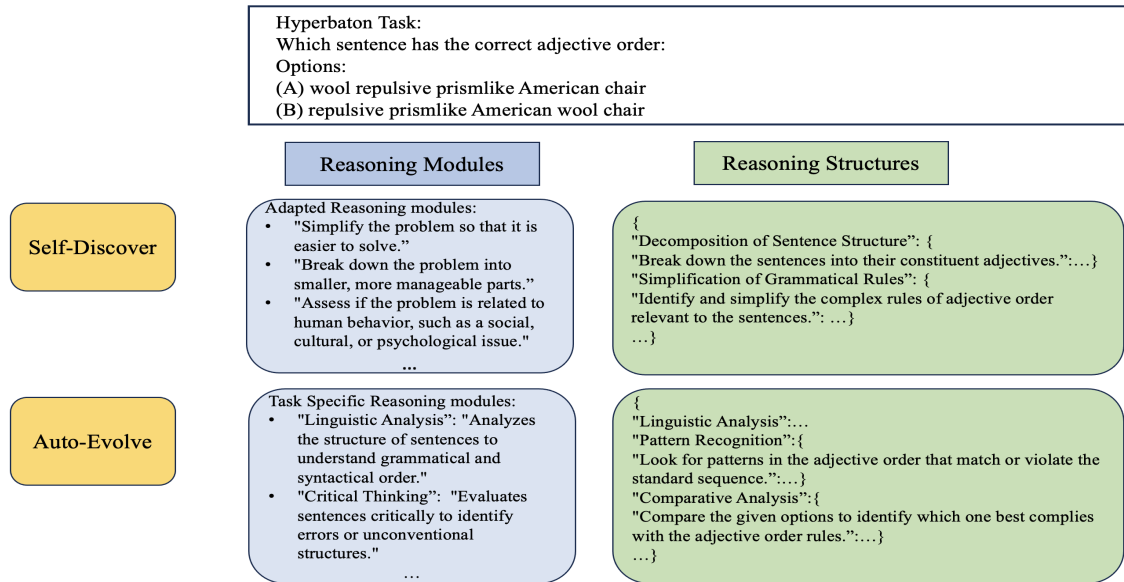 Hyperbaton Task:
Which sentence has the correct adjective order:
Options:
(A) wool repulsive prismlike American chair
(B) repulsive prismlike American wool chair
Reasoning Modules
Reasoning Structures
Self-Discover
Adapted Reasoning modules:
• "Simplify the problem so that it is
easier to solve.”
• "Break down the problem into
smaller, more manageable parts.”
• "Assess if the problem is related to
human behavior, such as a social,
cultural, or psychological issue."
...
{
"Decomposition of Sentence Structure”: {
"Break down the sentences into their constituent adjectives.”:…}
"Simplification of Grammatical Rules”: {
"Identify and simplify the complex rules of adjective order
relevant to the sentences.”: …}
…}
Auto-Evolve
Task Specific Reasoning modules:
• "Linguistic Analysis”: "Analyzes
the structure of sentences to
understand grammatical and
syntactical order."
• "Critical Thinking”: "Evaluates
sentences critically to identify
errors or unconventional
structures."
…
{
"Linguistic Analysis”:…
"Pattern Recognition”:{
"Look for patterns in the adjective order that match or violate the
standard sequence.”:…}
"Comparative Analysis”:{
"Compare the given options to identify which one best complies
with the adjective order rules.”:…}
…}